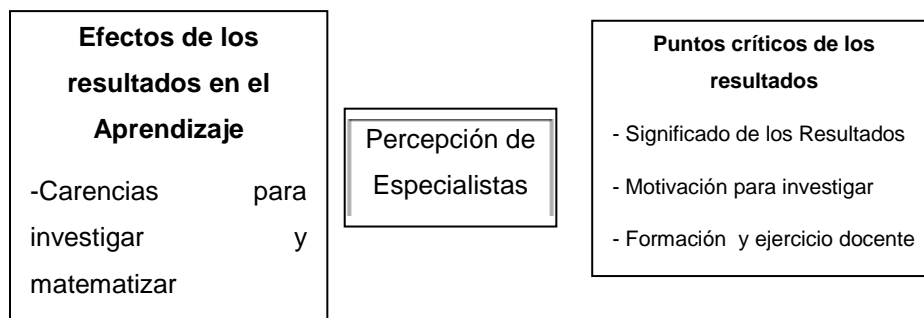 Efectos de los
resultados en el
Aprendizaje
-Carencias para
investigar y
matematizar
Percepción de
Especialistas
Puntos críticos de los
resultados
- Significado de los Resultados
- Motivación para investigar
- Formación y ejercicio docente